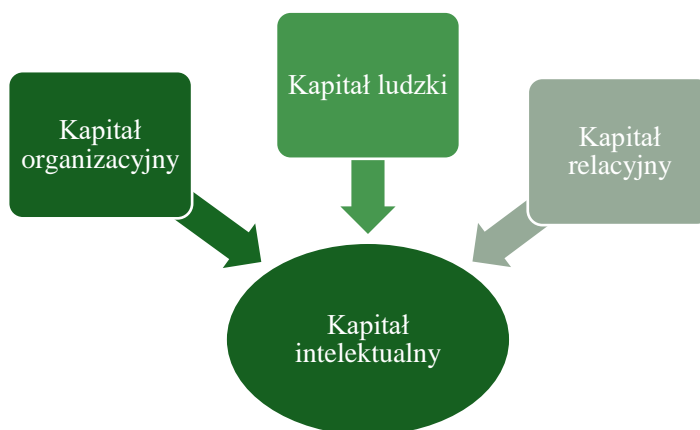 Kapitał ludzki
Kapitał
organizacyjny
Kapitał
relacyjny
Kapitał
intelektualny